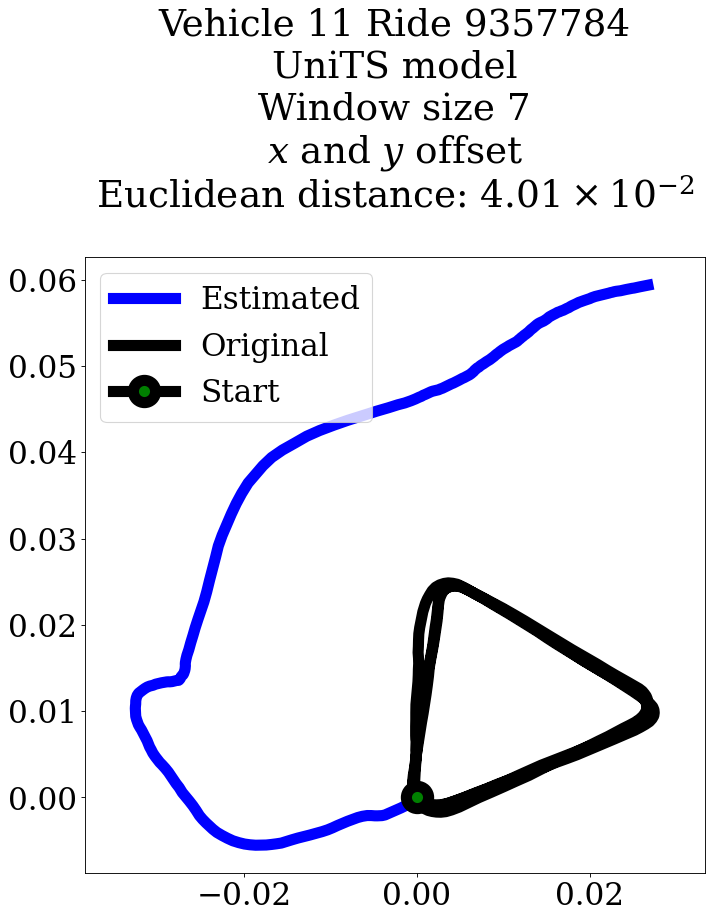 Vehicle 11 Ride 9357784
UniTS model
Window size 7
x and y offset
Euclidean distance: 4.01 × 10⁻²
Estimated
Original
Start
0.06
0.05
0.04
0.03
0.02
0.01
0.00
−0.02 0.00 0.02